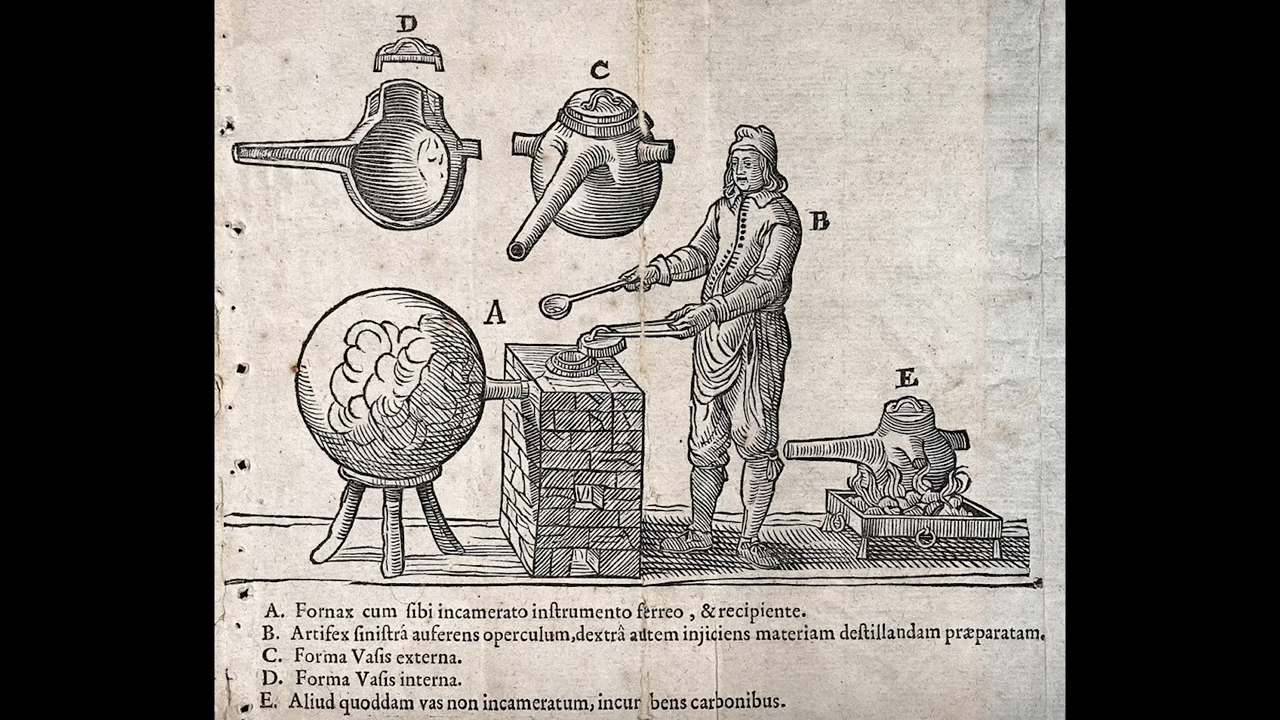 D
C
B
A
E
A. Fornax cum ſibi incamerato inſtrumento ferreo, & recipiente.
B. Artifex ſiniſtrâ auferens operculum, dextrâ autem injiciens materiam deſtillandam præparatam.
C. Forma Vaſis externa.
D. Forma Vaſis interna.
E. Aliud quoddam vas non incameratum, incumbens carbonibus.